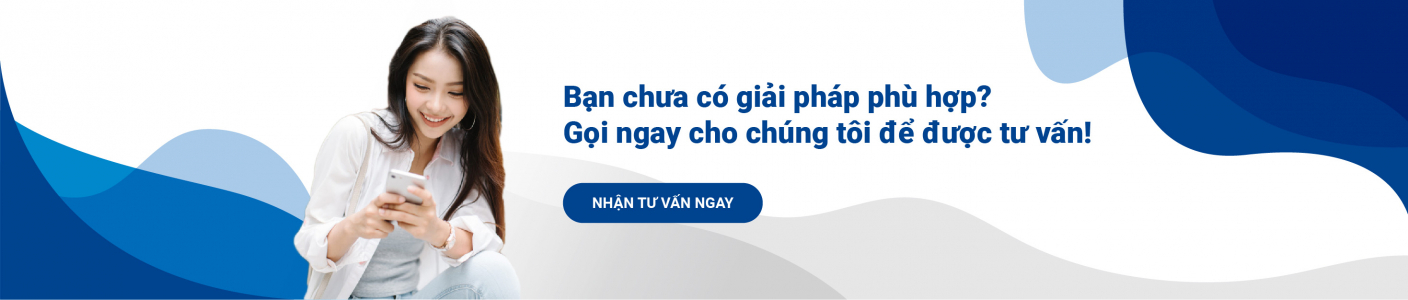 Bạn chưa có giải pháp phù hợp?
Gọi ngay cho chúng tôi để được tư vấn!
NHẬN TƯ VẤN NGAY